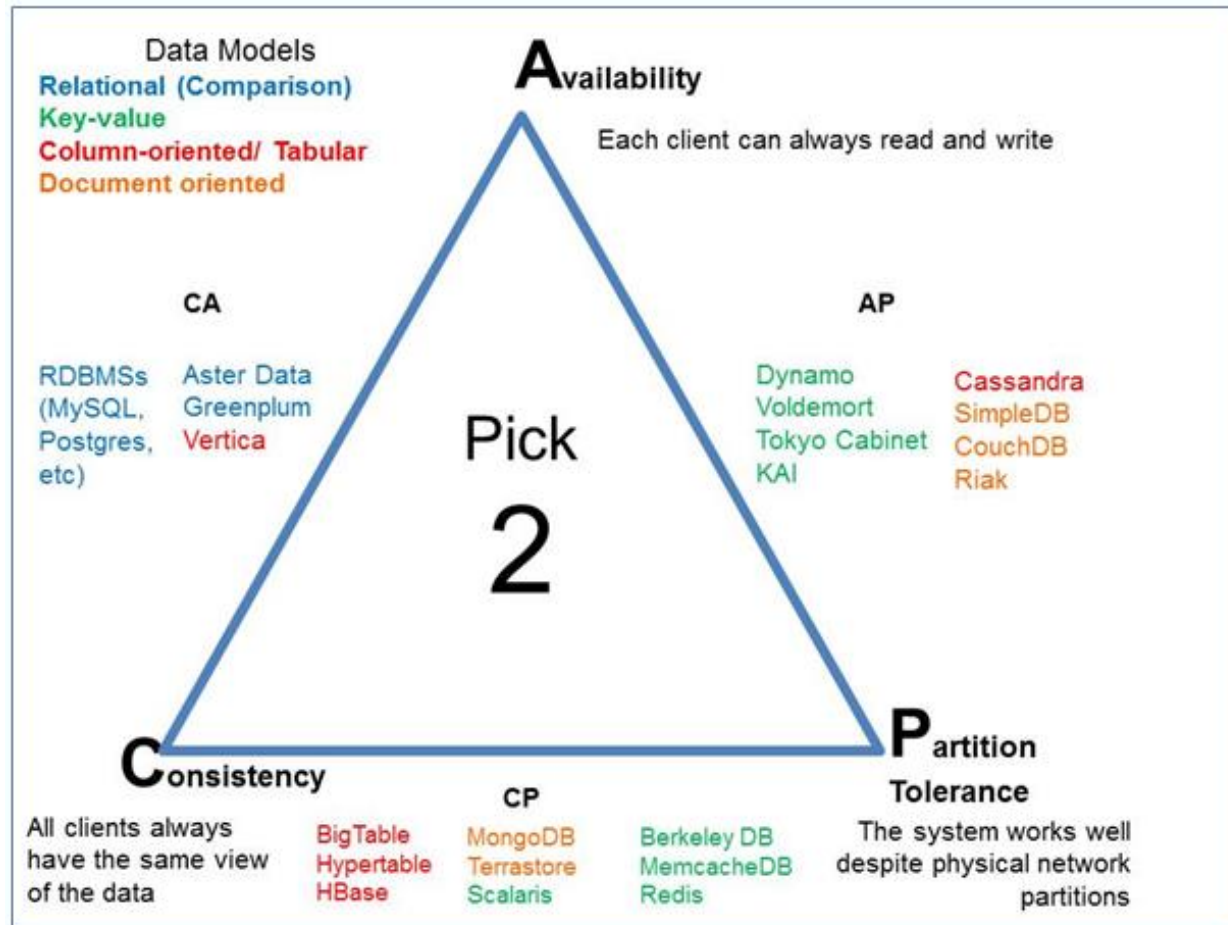 Data Models
Relational (Comparison)
Key-value
Column-oriented/ Tabular
Document oriented
Availability
Each client can always read and write
CA
RDBMSs
(MySQL,
Postgres,
etc)
Aster Data
Greenplum
Vertica
Pick
2
AP
Dynamo
Voldemort
Tokyo Cabinet
KAI
Cassandra
SimpleDB
CouchDB
Riak
Consistency
All clients always
have the same view
of the data
CP
BigTable
Hypertable
HBase
MongoDB
Terrastore
Scalaris
Berkeley DB
MemcacheDB
Redis
Partition
Tolerance
The system works well
despite physical network
partitions